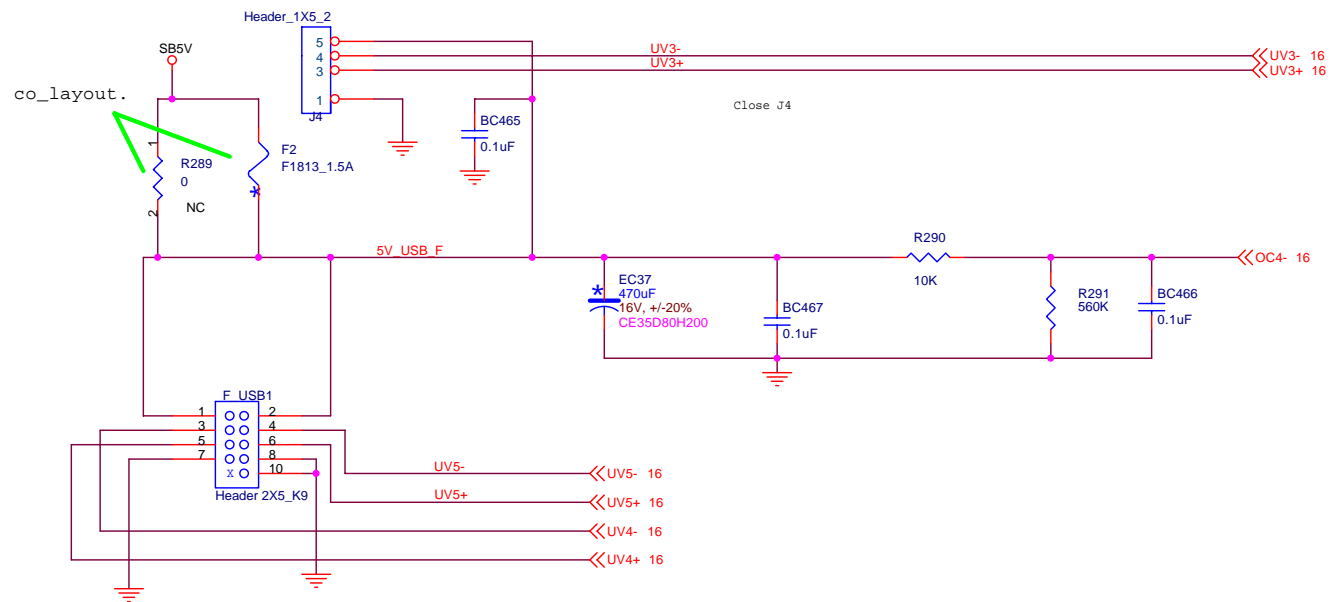 Header_1X5_2
5
4
3
1
J4
UV3-
UV3+
UV3- 16
UV3+ 16
SB5V
co_layout.
Close J4
BC465
0.1uF
1
R289
0
2
NC
F2
F1813_1.5A
*
5V_USB_F
R290
10K
OC4- 16
*
EC37
470uF
16V, +/-20%
CE35D80H200
BC467
0.1uF
R291
560K
BC466
0.1uF
F_USB1
1 2
3 4
5 6
7 8
X 10
Header 2X5_K9
UV5-
UV5- 16
UV5+
UV5+ 16
UV4- 16
UV4+ 16